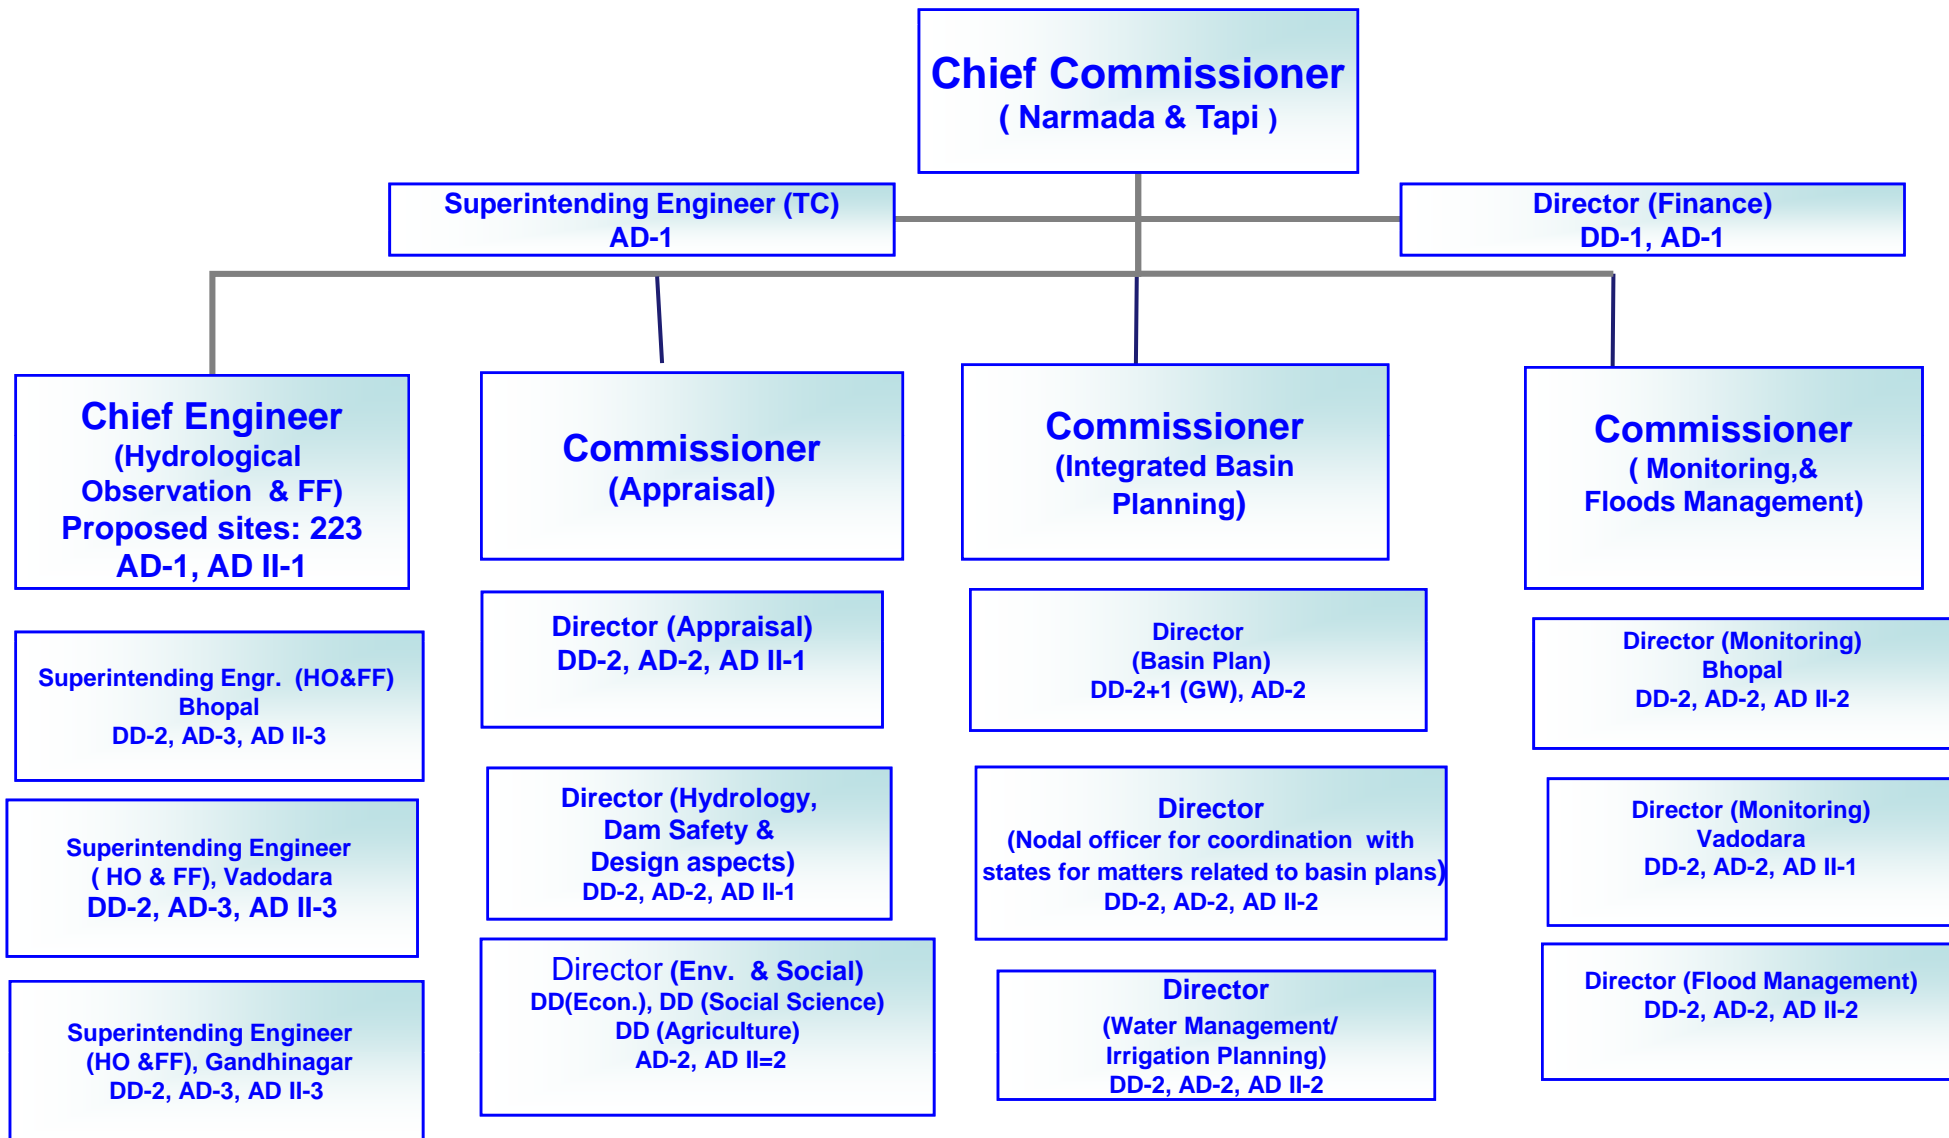 Chief Commissioner
( Narmada & Tapi )
Superintending Engineer (TC)
AD-1
Director (Finance)
DD-1, AD-1
Chief Engineer
(Hydrological
Observation & FF)
Proposed sites: 223
AD-1, AD II-1
Superintending Engr. (HO&FF)
Bhopal
DD-2, AD-3, AD II-3
Superintending Engineer
( HO & FF), Vadodara
DD-2, AD-3, AD II-3
Superintending Engineer
(HO &FF), Gandhinagar
DD-2, AD-3, AD II-3
Commissioner
(Appraisal)
Director (Appraisal)
DD-2, AD-2, AD II-1
Director (Hydrology,
Dam Safety &
Design aspects)
DD-2, AD-2, AD II-1
Director (Env. & Social)
DD(Econ.), DD (Social Science)
DD (Agriculture)
AD-2, AD II=2
Commissioner
(Integrated Basin
Planning)
Director
(Basin Plan)
DD-2+1 (GW), AD-2
Director
(Nodal officer for coordination with
states for matters related to basin plans)
DD-2, AD-2, AD II-2
Director
(Water Management/
Irrigation Planning)
DD-2, AD-2, AD II-2
Commissioner
( Monitoring,&
Floods Management)
Director (Monitoring)
Bhopal
DD-2, AD-2, AD II-2
Director (Monitoring)
Vadodara
DD-2, AD-2, AD II-1
Director (Flood Management)
DD-2, AD-2, AD II-2